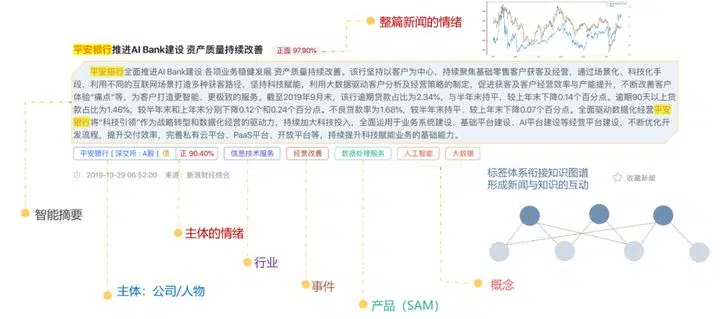 整篇新闻的情绪
平安银行推进AI Bank建设 资产质量持续改善 正面 97.90%
平安银行全面推进AI Bank建设 各项业务稳健发展 资产质量持续改善。该行坚持以客户为中心，持续聚焦基础零售客户获客及经营，通过场景化、科技化手
段，利用不同的互联网场景打造多种获客路径，坚持科技赋能，利用大数据驱动客户分析及经营策略的制定，促进获客及客户经营效率与产能提升，不断改善客户
体验“痛点”等，为客户打造更智能、更极致的服务。截至2019年9月末，该行逾期贷款占比为2.34%，与半年末持平，较上年末下降0.14个百分点。逾期90天以上贷
款占比为1.46%，较半年末和上年末分别下降0.12个和0.24个百分点。不良贷款率为1.68%，较半年末持平、较上年末下降0.07个百分点。全面驱动数据化经营平安
银行将“科技引领”作为战略转型和数据化经营的驱动力，持续加大科技投入，全面运用于业务系统建设、基础平台建设、AI平台建设等经营平台建设，不断优化开
发流程，提升交付效率，完善私有云平台、PaaS平台、开放平台等，持续提升科技赋能业务的基础能力。
平安银行 [ 深交所 : A股 ] 债 正 90.40% 信息技术服务 经营改善 数据处理服务 人工智能 大数据
2019-10-29 06:52:00 来源：新浪财经综合
标签体系衔接知识图谱
形成新闻与知识的互动
收藏新闻
智能摘要
主体的情绪
行业
主体：公司/人物
事件
产品（SAM）
概念